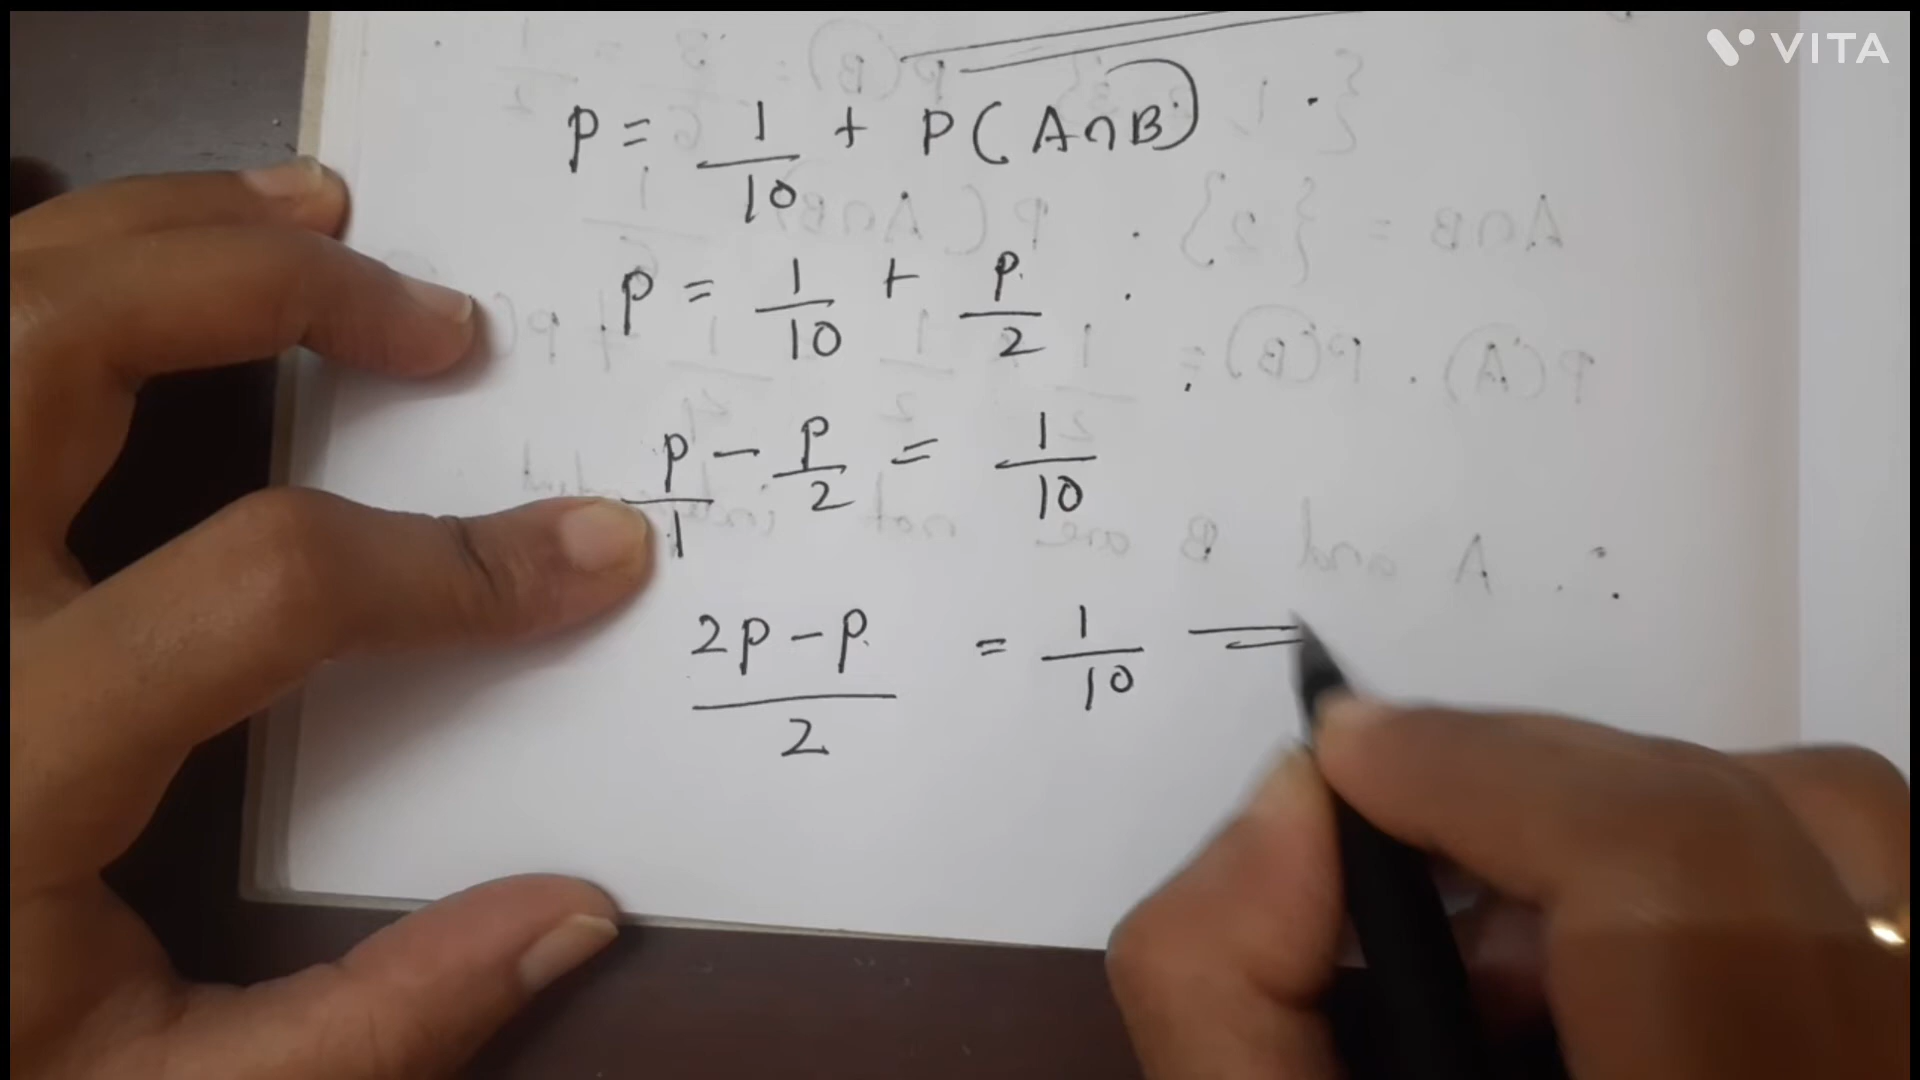 VITA
p = 1/10 + P(A∩B)
p = 1/10 + p/2
p/1 - p/2 = 1/10
(2p - p)/2 = 1/10